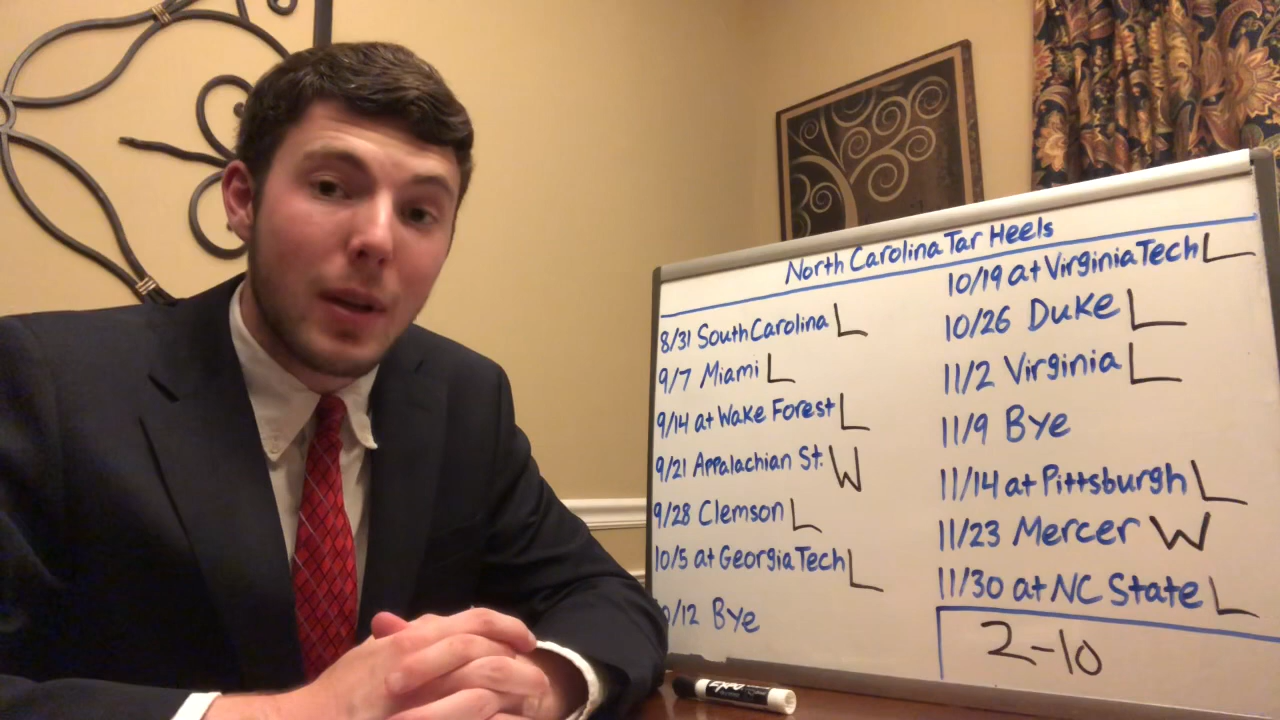 North Carolina Tar Heels
8/31 South Carolina L
9/7 Miami L
9/14 at Wake Forest L
9/21 Appalachian St. W
9/28 Clemson L
10/5 at Georgia Tech L
0/12 Bye
10/19 at Virginia Tech L
10/26 Duke L
11/2 Virginia L
11/9 Bye
11/14 at Pittsburgh L
11/23 Mercer W
11/30 at NC State L
2-10
EXPO